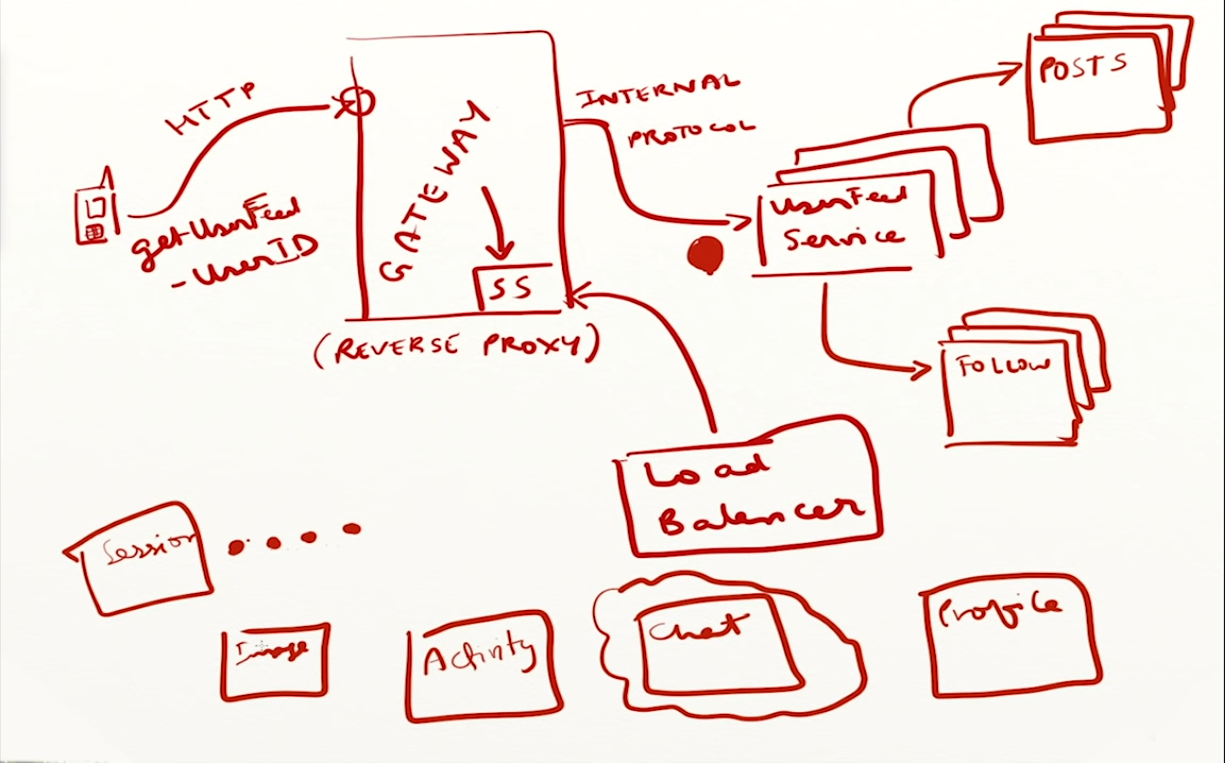 HTTP
getUserFeed
- UserID
GATEWAY
SS
(REVERSE PROXY)
INTERNAL
PROTOCOL
UserFeed
Service
POSTS
FOLLOW
Load
Balancer
Session
Image
Activity
Chat
Profile